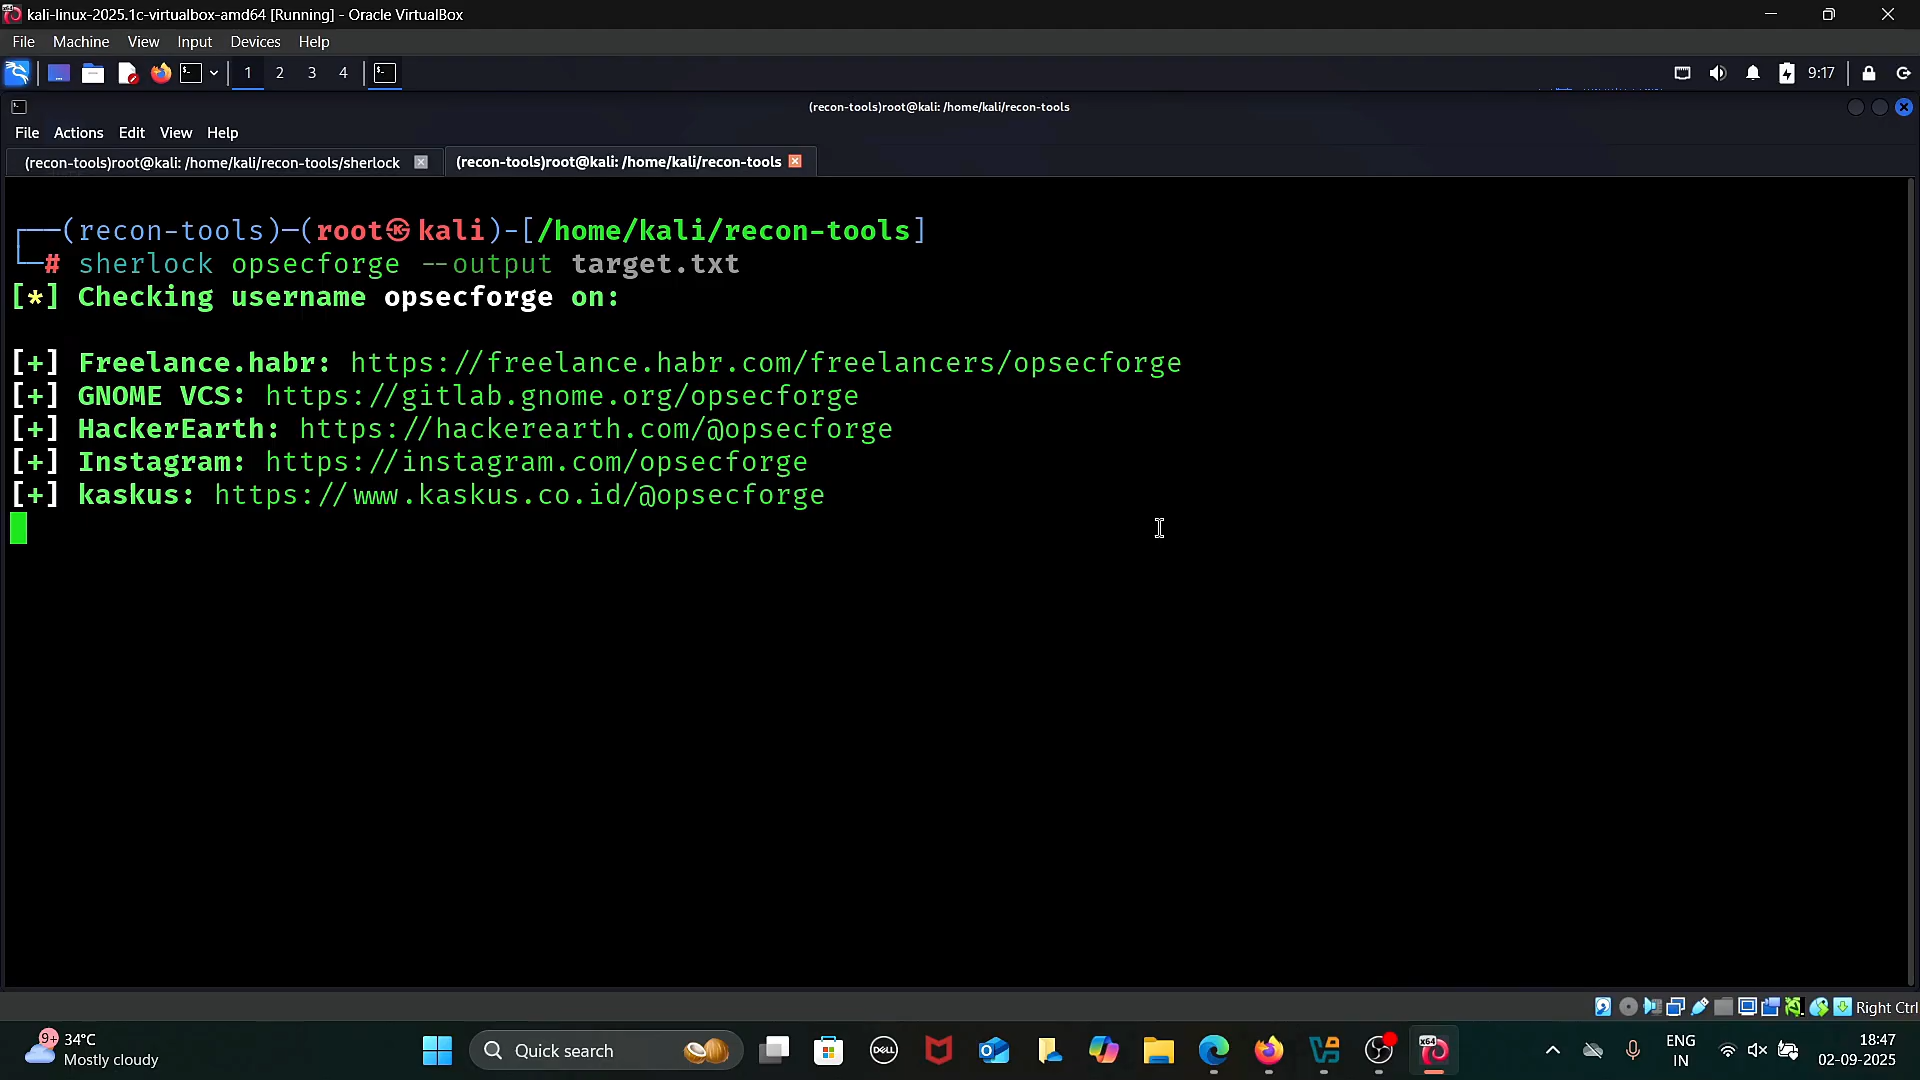 kali-linux-2025.1c-virtualbox-amd64 [Running] - Oracle VirtualBox
File Machine View Input Devices Help
1 2 3 4 9:17
(recon-tools)root@kali: /home/kali/recon-tools
File Actions Edit View Help
(recon-tools)root@kali: /home/kali/recon-tools/sherlock (recon-tools)root@kali: /home/kali/recon-tools
┌──(recon-tools)─(root㉿kali)-[/home/kali/recon-tools]
└─# sherlock opsecforge --output target.txt
[*] Checking username opsecforge on:
[+] Freelance.habr: https://freelance.habr.com/freelancers/opsecforge
[+] GNOME VCS: https://gitlab.gnome.org/opsecforge
[+] HackerEarth: https://hackerearth.com/@opsecforge
[+] Instagram: https://instagram.com/opsecforge
[+] kaskus: https://www.kaskus.co.id/@opsecforge
Right Ctrl
9+ 34°C
Mostly cloudy
Quick search
DELL
x64
ENG
IN
18:47
02-09-2025